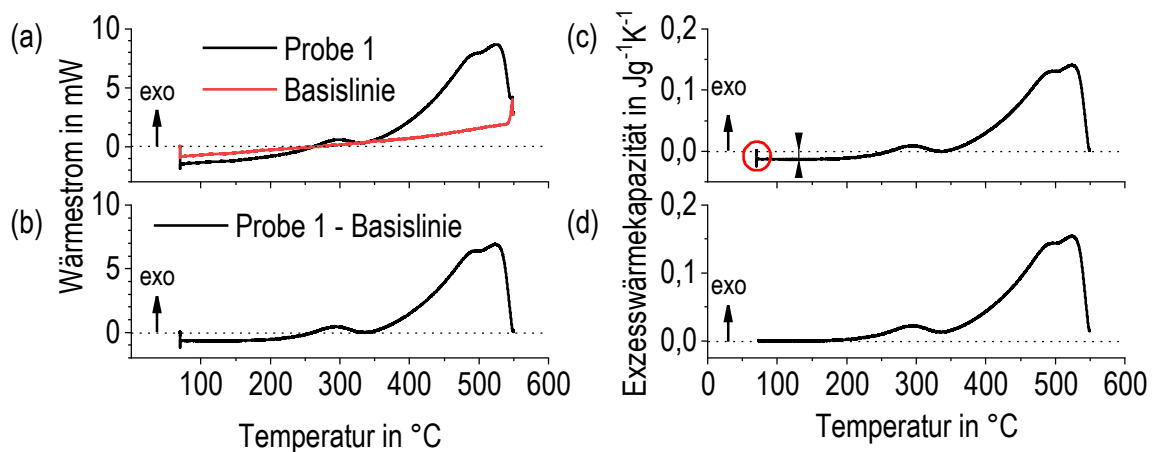 (a)
10
5
0
-5
Wärmestrom in mW
exo
Probe 1
Basislinie
(b)
10
5
0
exo
Probe 1 - Basislinie
100 200 300 400 500 600
Temperatur in °C
(c)
0,2
0,1
0,0
Exzesswärmekapazität in Jg⁻¹K⁻¹
exo
(d)
0,2
0,1
0,0
exo
0 100 200 300 400 500 600
Temperatur in °C